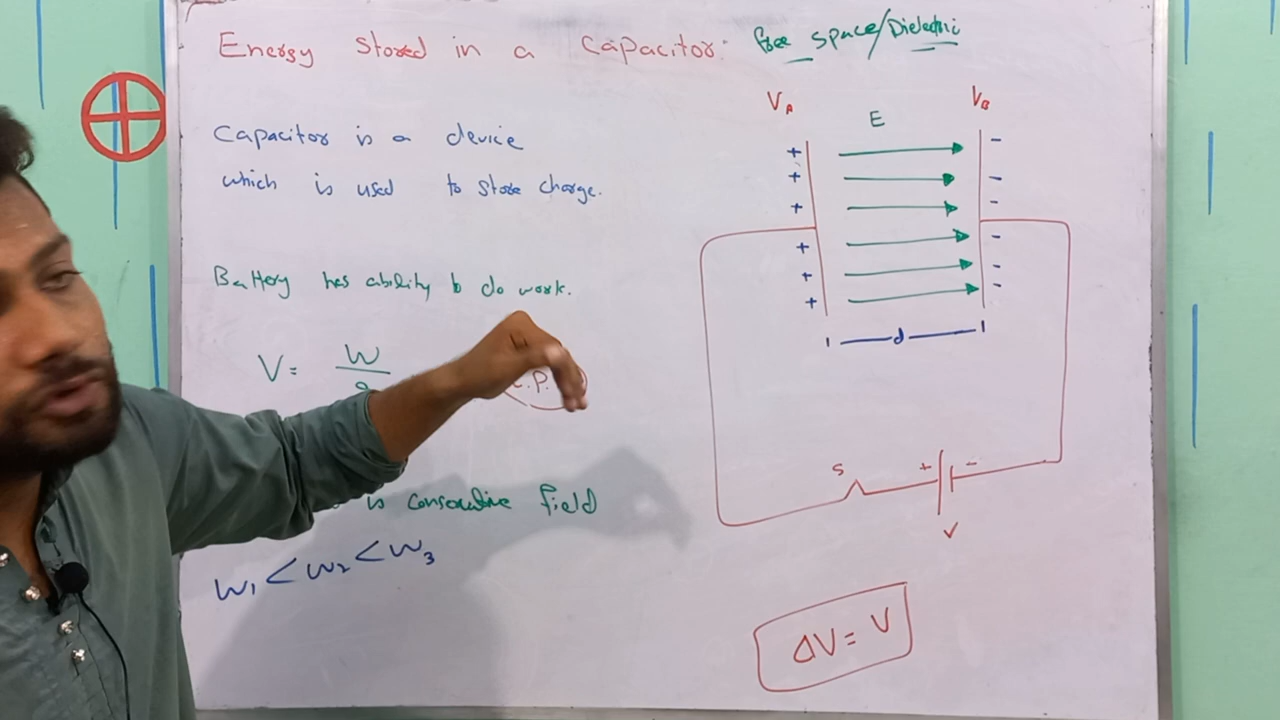 Energy stored in a capacitor: free space/Dielectric
Capacitor is a device
which is used to store charge.
Battery has ability to do work.
V= W
is conservative field
W1 < W2 < W3
VA VB
E
+ -
+ -
+ -
+ -
+ -
+ -
d
S + -
V
ΔV= V